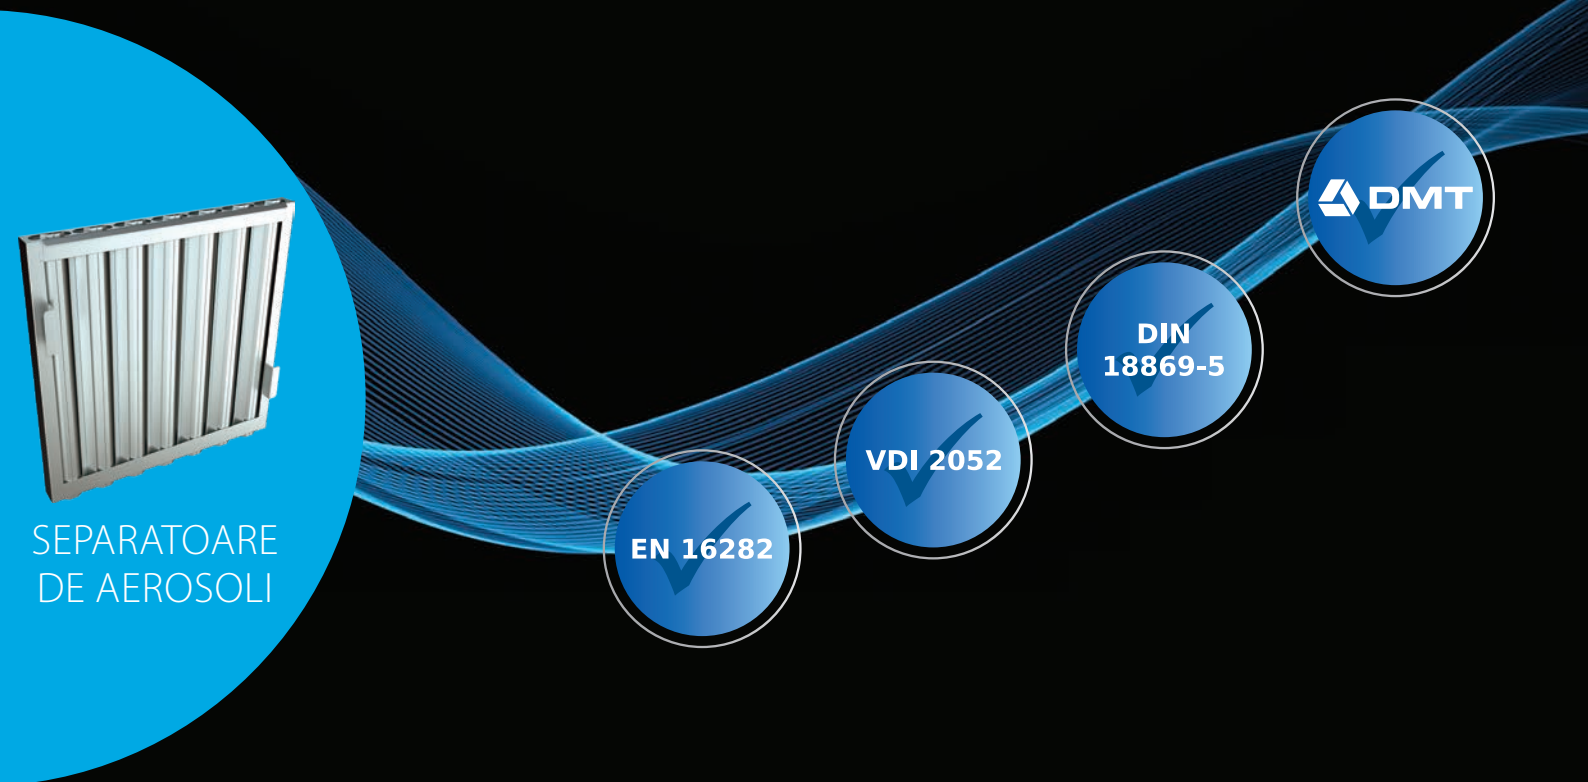 SEPARATOARE
DE AEROSOLI
EN 16282
VDI 2052
DIN
18869-5
DMT